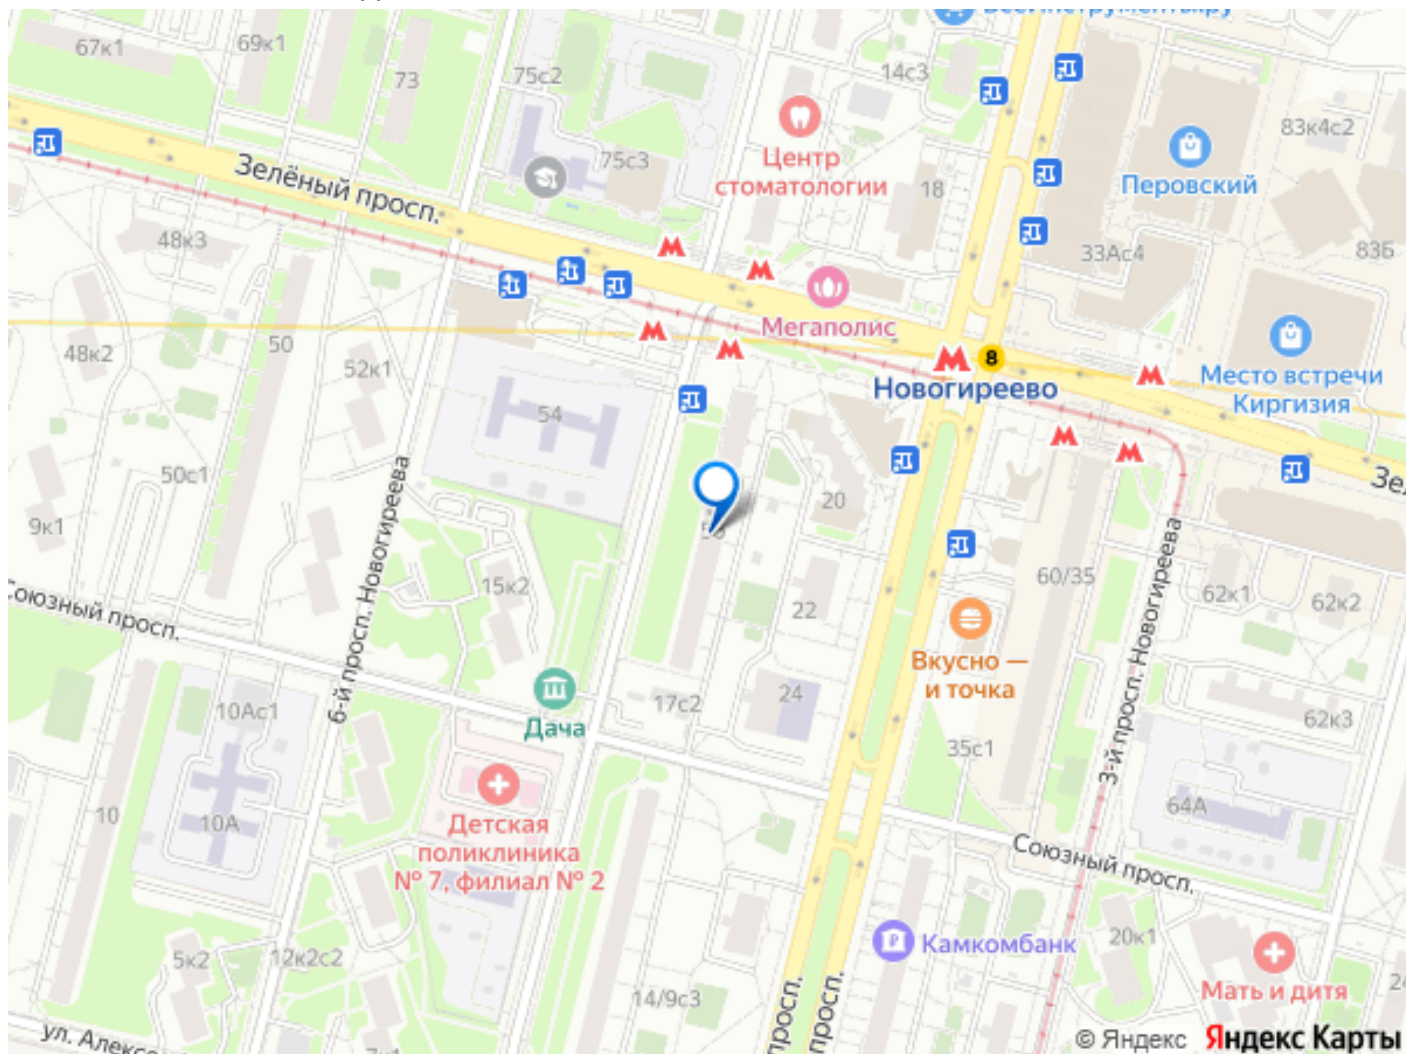 ВсеИнструменты.ру
67к1
69к1
73
75с2
14с3
Центр
стоматологии
75с3
18
83к4с2
Перовский
Зелёный просп.
48к3
33Ас4
83Б
Мегаполис
8
Новогиреево
Место встречи
Киргизия
48к2
50
52к1
54
50с1
9к1
20
6-й просп. Новогиреева
Союзный просп.
15к2
22
60/35
3-й просп. Новогиреева
62к1
62к2
Вкусно —
и точка
Дача
17с2
24
10Ас1
62к3
35с1
10
10А
Детская
поликлиника
№ 7, филиал № 2
64А
Союзный просп.
Камкомбанк
20к1
5к2
12к2с2
14/9с3
просп.
просп.
Мать и дитя
ул.
© Яндекс Яндекс Карты